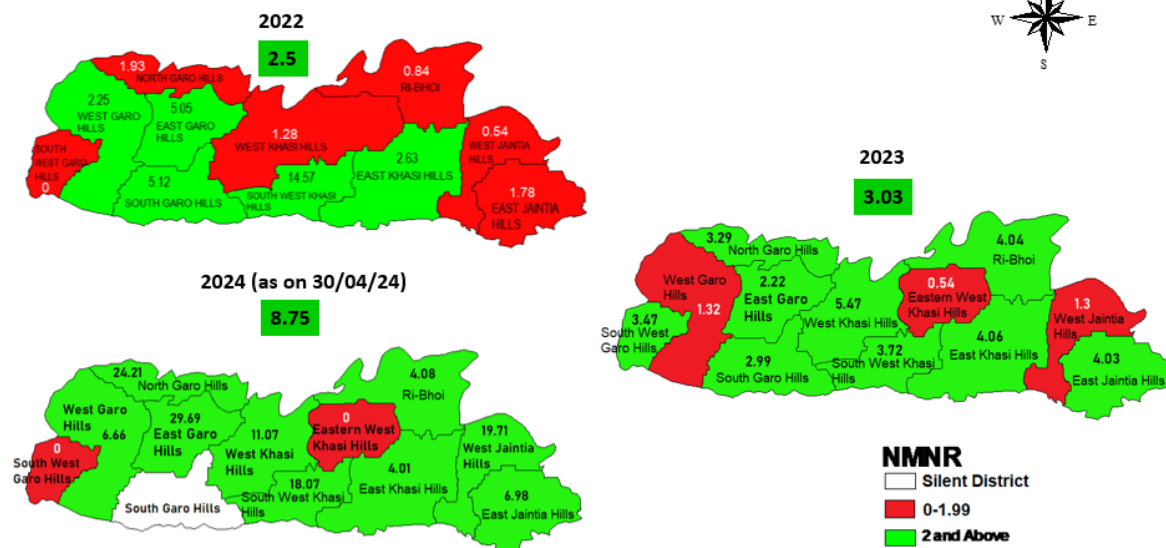 2022
2.5
1.93
NORTH GARO HILLS
0.84
RI-BHOI
2.25
WEST GARO
HILLS
5.05
EAST GARO
HILLS
1.28
WEST KHASI HILLS
0.54
WEST JAINTIA
HILLS
SOUTH
WEST GARO
HILLS
0
5.12
SOUTH GARO HILLS
14.57
SOUTH WEST KHASI
HILLS
2.63
EAST KHASI HILLS
1.78
EAST JAINTIA
HILLS
W E
S
2023
3.03
3.29
North Garo Hills
4.04
Ri-Bhoi
West Garo
Hills
1.32
2.22
East Garo
Hills
5.47
West Khasi Hills
0.54
Eastern West
Khasi Hills
1.3
West Jaintia
Hills
3.47
South West
Garo Hills
2.99
South Garo Hills
3.72
South West Khasi
Hills
4.06
East Khasi Hills
4.03
East Jaintia Hills
2024 (as on 30/04/24)
8.75
24.21
North Garo Hills
4.08
Ri-Bhoi
West Garo
Hills
6.66
29.69
East Garo
Hills
11.07
West Khasi
Hills
0
Eastern West
Khasi Hills
19.71
West Jaintia
Hills
0
South West
Garo Hills
South Garo Hills
18.07
South West Khasi
Hills
4.01
East Khasi Hills
6.98
East Jaintia Hills
NMNR
Silent District
0-1.99
2 and Above